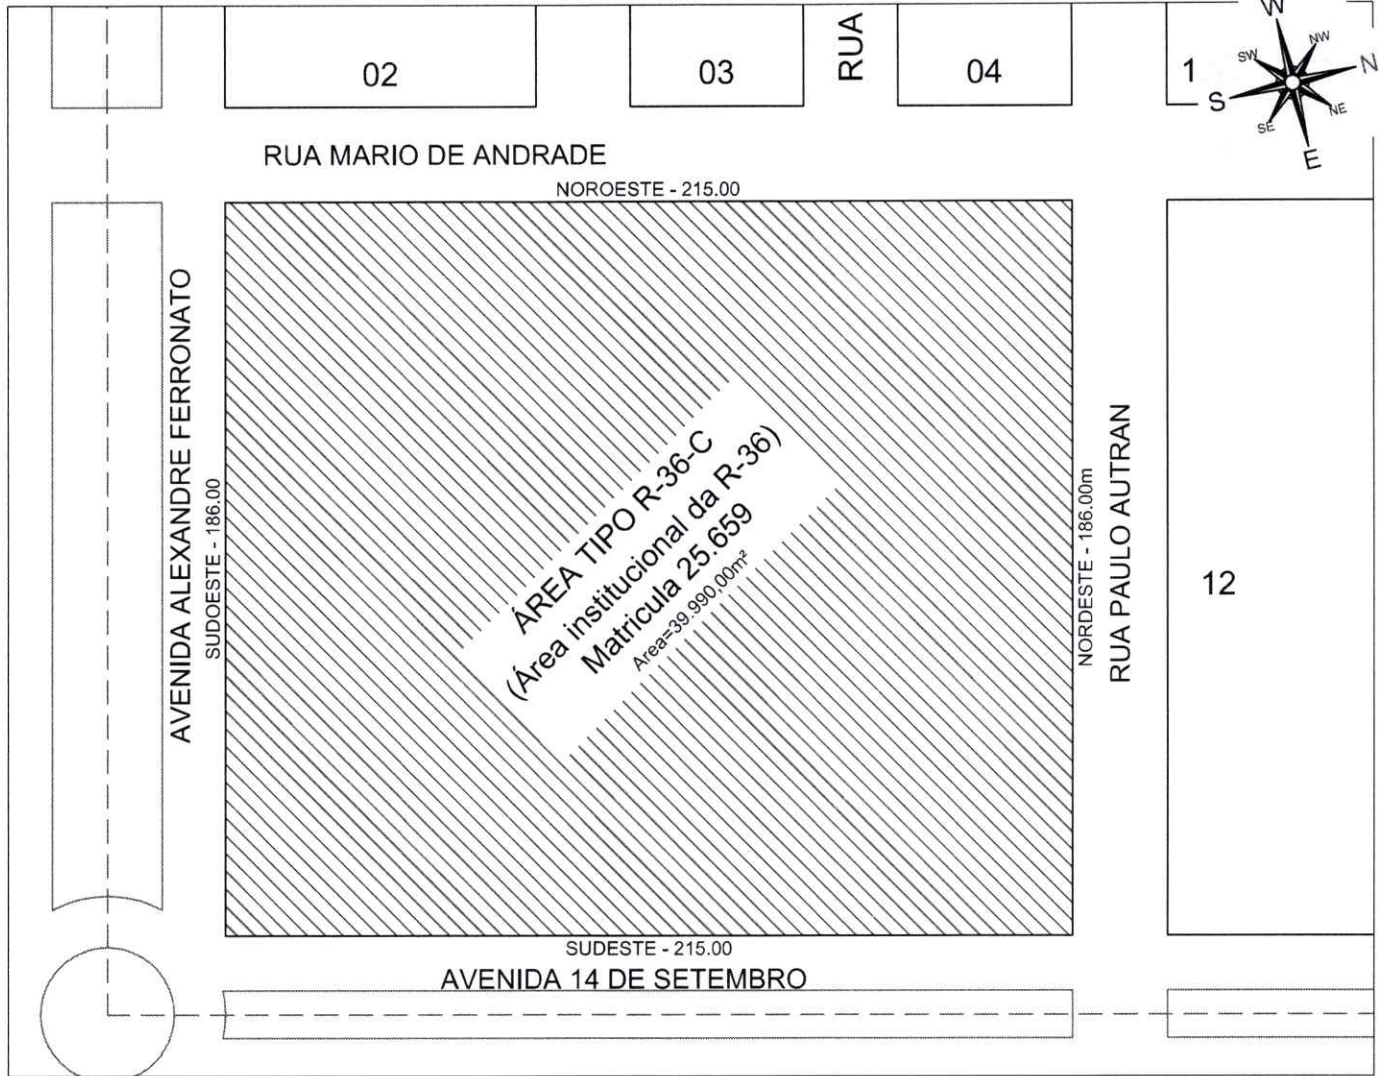 02
03
RUA
04
1
W
NW
N
NE
E
SE
S
SW
RUA MARIO DE ANDRADE
NOROESTE - 215.00
AVENIDA ALEXANDRE FERRONATO
SUDOESTE - 186.00
ÁREA TIPO R-36-C
(Área institucional da R-36)
Matricula 25.659
Area=39.990,00m²
NORDESTE - 186.00m
RUA PAULO AUTRAN
12
SUDESTE - 215.00
AVENIDA 14 DE SETEMBRO